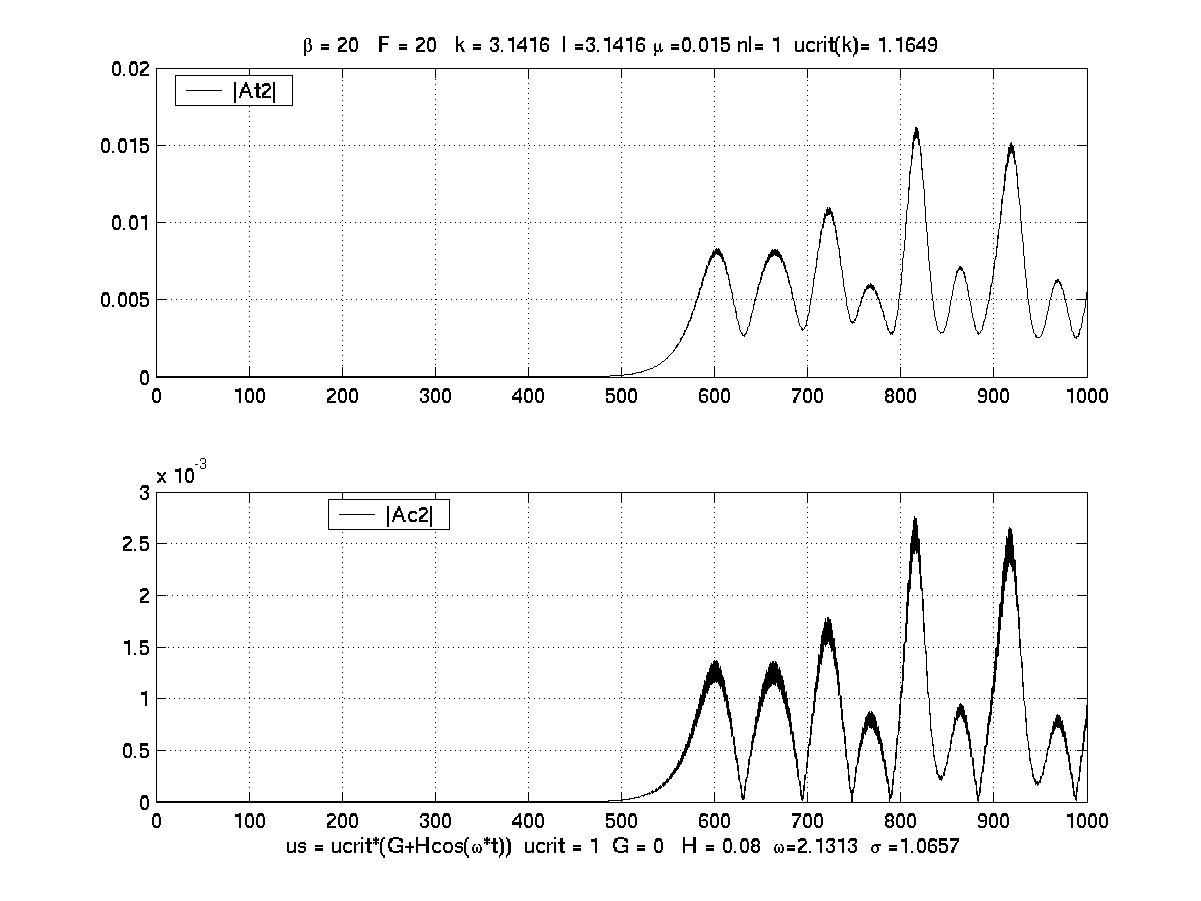 β = 20 F = 20 k = 3.1416 l =3.1416 μ =0.015 nl= 1 ucrit(k)= 1.1649
0.02
|At2|
0.015
0.01
0.005
0
0 100 200 300 400 500 600 700 800 900 1000
x 10^-3
3
|Ac2|
2.5
2
1.5
1
0.5
0
0 100 200 300 400 500 600 700 800 900 1000
us = ucrit*(G+Hcos(ω*t)) ucrit = 1 G = 0 H = 0.08 ω=2.1313 σ =1.0657